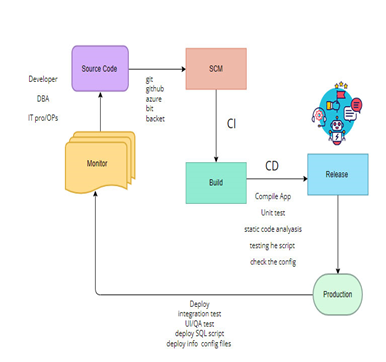 Source Code
SCM
Developer
DBA
IT pro/OPs
git
github
azure
bit
backet
CI
Monitor
Build
CD
Release
Compile App
Unit test
static code analyasis
testing he script
check the config
Production
Deploy
integration test
UI/QA test
deploy SQL script
deploy info config files